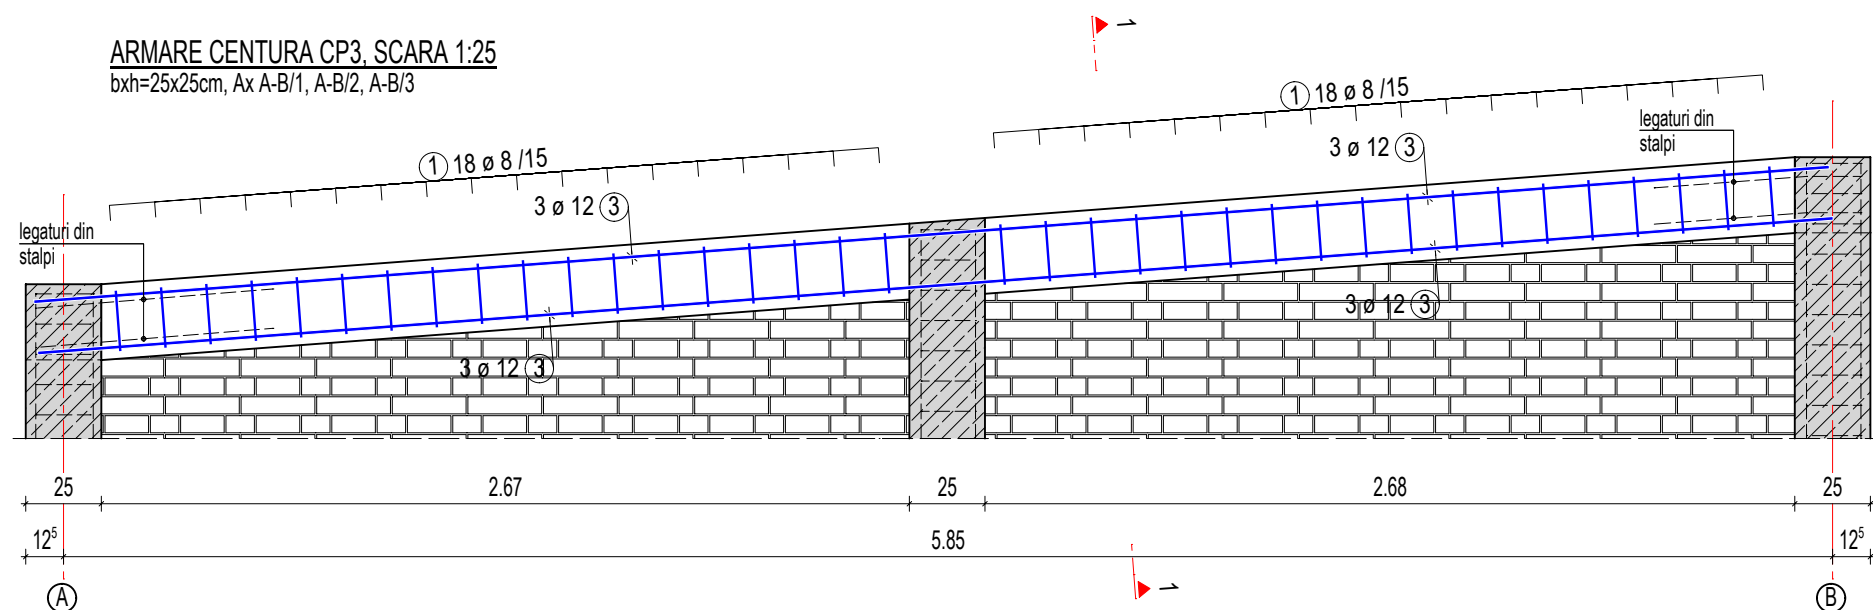 ARMARE CENTURA CP3, SCARA 1:25
bxh=25x25cm, Ax A-B/1, A-B/2, A-B/3
1
1 18 ø 8 /15
legaturi din
stalpi
3 ø 12 3
1 18 ø 8 /15
3 ø 12 3
legaturi din
stalpi
3 ø 12 3
3 ø 12 3
25 2.67 25 2.68 25
12⁵ 5.85 12⁵
1
A B